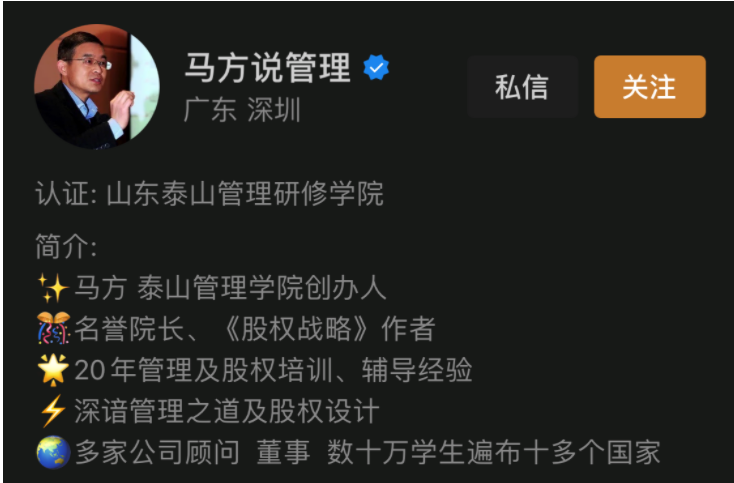 马方说管理
广东 深圳
私信
关注
认证: 山东泰山管理研修学院
简介:
✨马方 泰山管理学院创办人
🎊名誉院长、《股权战略》作者
🌟20年管理及股权培训、辅导经验
⚡深谙管理之道及股权设计
🌏多家公司顾问 董事 数十万学生遍布十多个国家